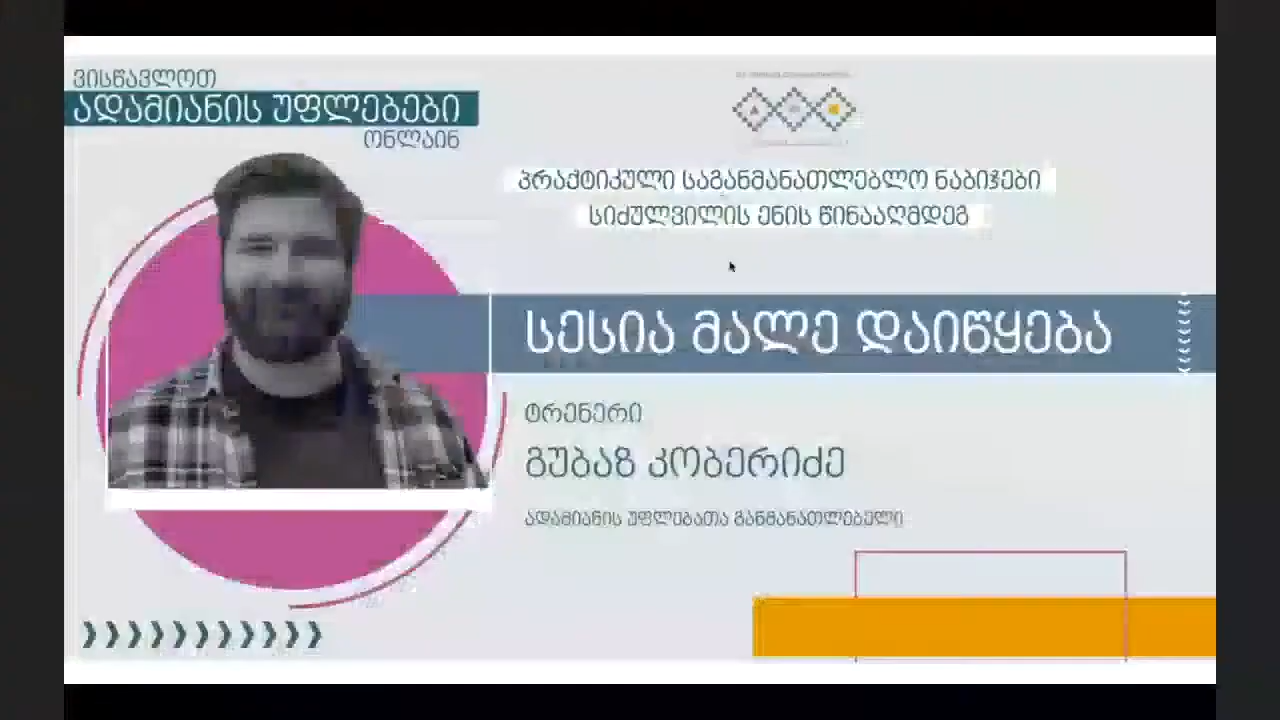 ვისწავლოთ
ადამიანის უფლებები
ონლაინ
პრაქტიკული საგანმანათლებლო ნაბიჯები
სიძულვილის ენის წინააღმდეგ
სესია მალე დაიწყება
ტრენერი
გუბაზ კობერიძე
ადამიანის უფლებათა განმანათლებელი